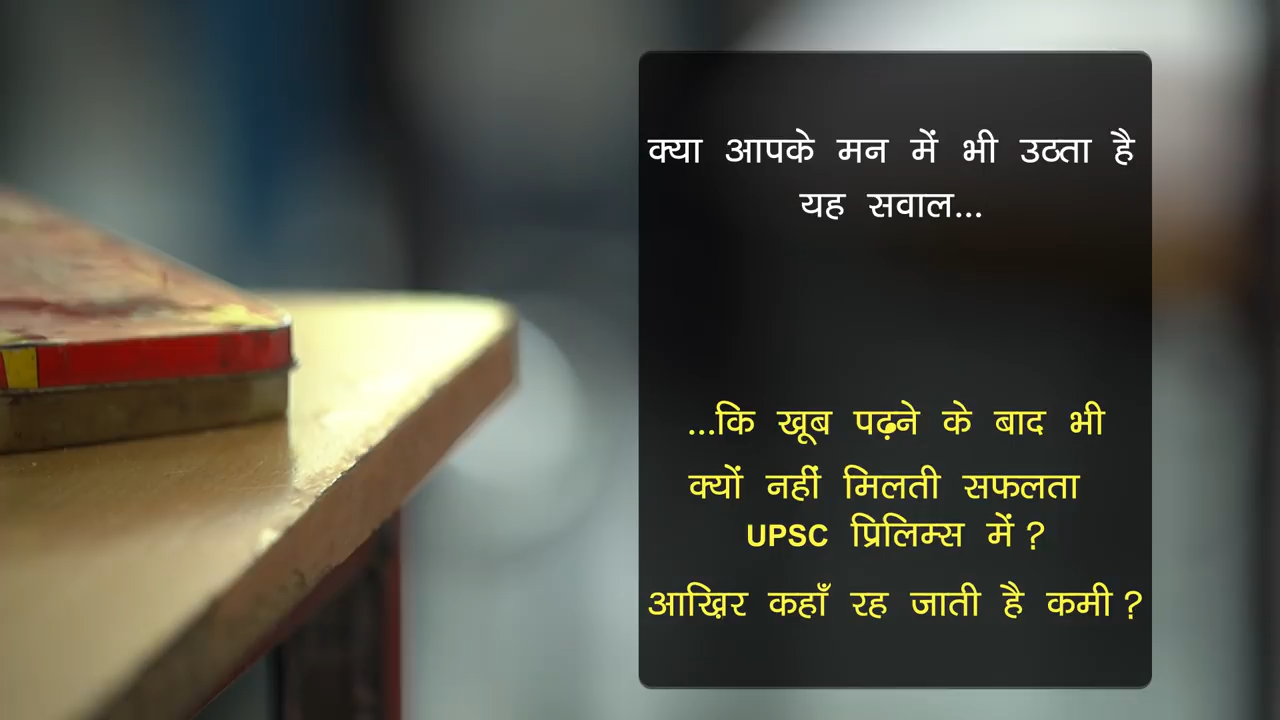 क्या आपके मन में भी उठता है
यह सवाल...
...कि खूब पढ़ने के बाद भी
क्यों नहीं मिलती सफलता
UPSC प्रिलिम्स में ?
आख़िर कहाँ रह जाती है कमी ?